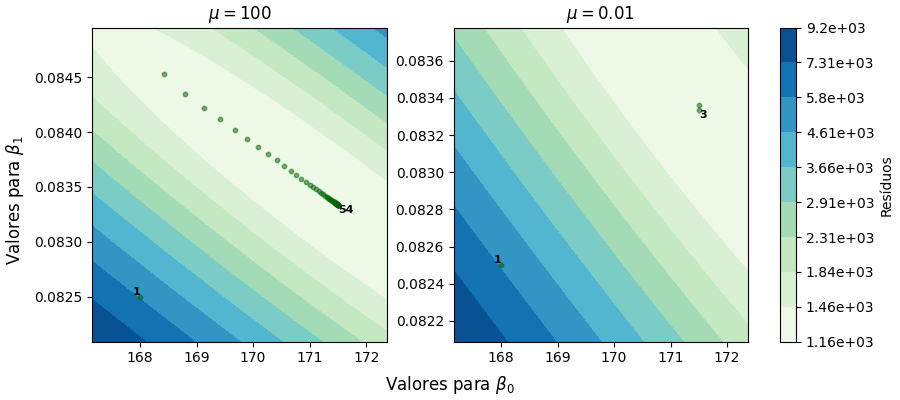 μ = 100
μ = 0.01
Valores para β₁
0.0845
0.0840
0.0835
0.0830
0.0825
1
54
168 169 170 171 172
0.0836
0.0834
0.0832
0.0830
0.0828
0.0826
0.0824
0.0822
3
1
168 169 170 171 172
9.2e+03
7.31e+03
5.8e+03
4.61e+03
3.66e+03
2.91e+03
2.31e+03
1.84e+03
1.46e+03
1.16e+03
Resíduos
Valores para β₀